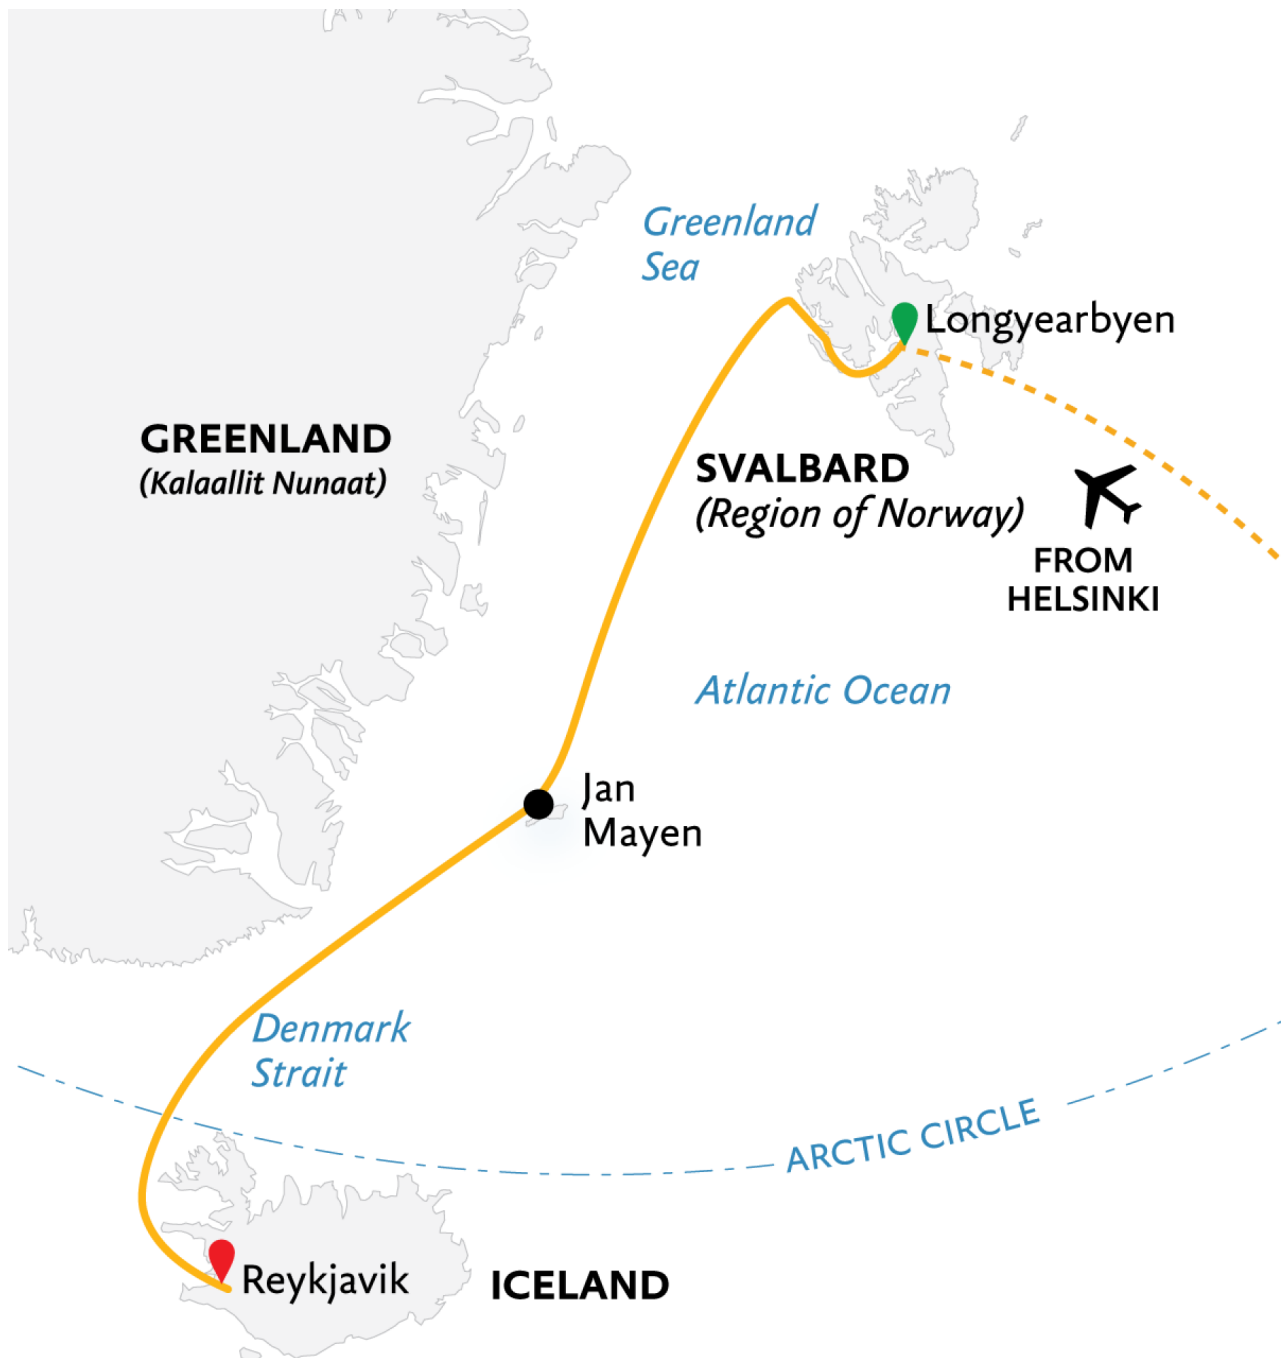 Greenland
Sea
Longyearbyen
GREENLAND
(Kalaallit Nunaat)
SVALBARD
(Region of Norway)
FROM
HELSINKI
Atlantic Ocean
Jan
Mayen
Denmark
Strait
ARCTIC CIRCLE
Reykjavik
ICELAND